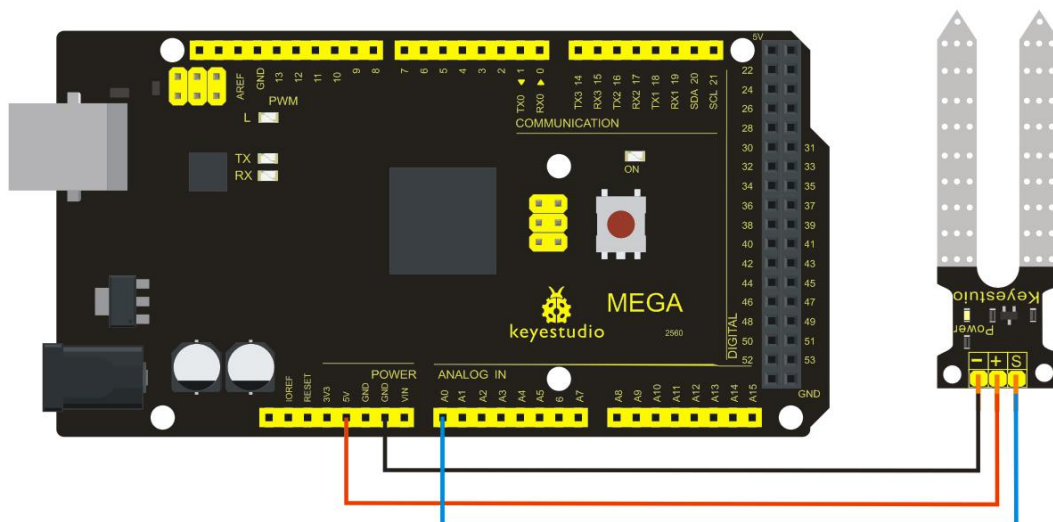 5V
AREF GND 13 12 11 10 9 8
7 6 5 4 3 2 TX0 1 RX0 0
TX3 14 RX3 15 TX2 16 RX2 17 TX1 18 RX1 19 SDA 20 SCL 21
PWM
L
COMMUNICATION
TX
RX
ON
22
24
26
28
30 31
32 33
34 35
36 37
38 39
40 41
42 43
44 45
46 47
48 49
50 51
52 53
DIGITAL
GND
MEGA
2560
keyestudio
POWER
ANALOG IN
IOREF RESET 3V3 5V GND GND VIN
A0 A1 A2 A3 A4 A5 6 A7
A8 A9 A10 A11 A12 A13 A14 A15
Keyestuio
Power
- + S